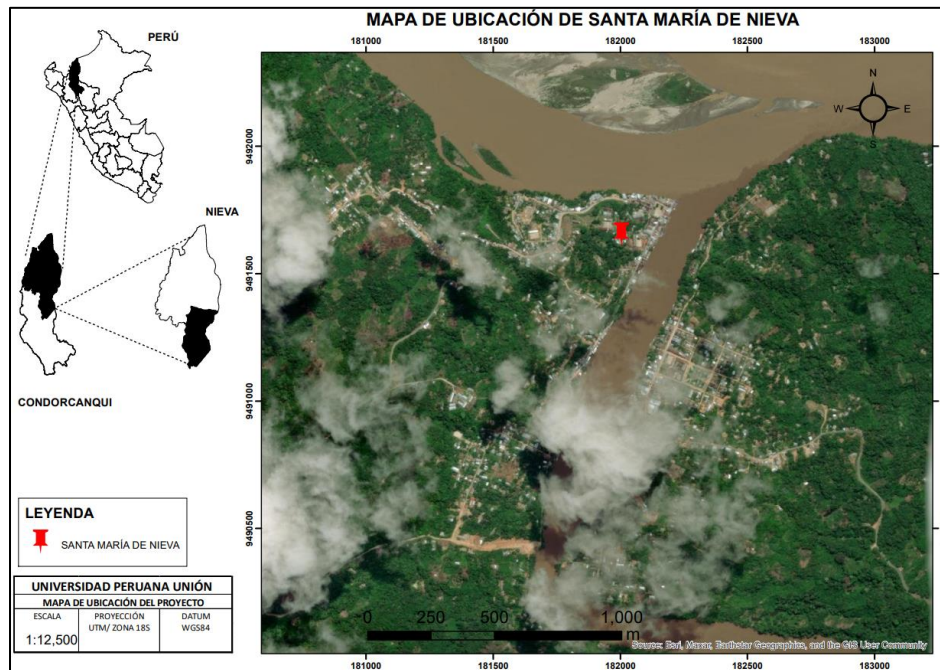 MAPA DE UBICACIÓN DE SANTA MARÍA DE NIEVA
PERÚ
181000 181500 182000 182500 183000
N
W E
S
9492000
9491500
9491000
9490500
NIEVA
CONDORCANQUI
LEYENDA
SANTA MARÍA DE NIEVA
UNIVERSIDAD PERUANA UNIÓN
MAPA DE UBICACIÓN DEL PROYECTO
ESCALA PROYECCIÓN DATUM
1:12,500 UTM/ ZONA 18S WGS84
0 250 500 1,000
m
Source: Esri, Maxar, Earthstar Geographics, and the GIS User Community
181000 181500 182000 182500 183000